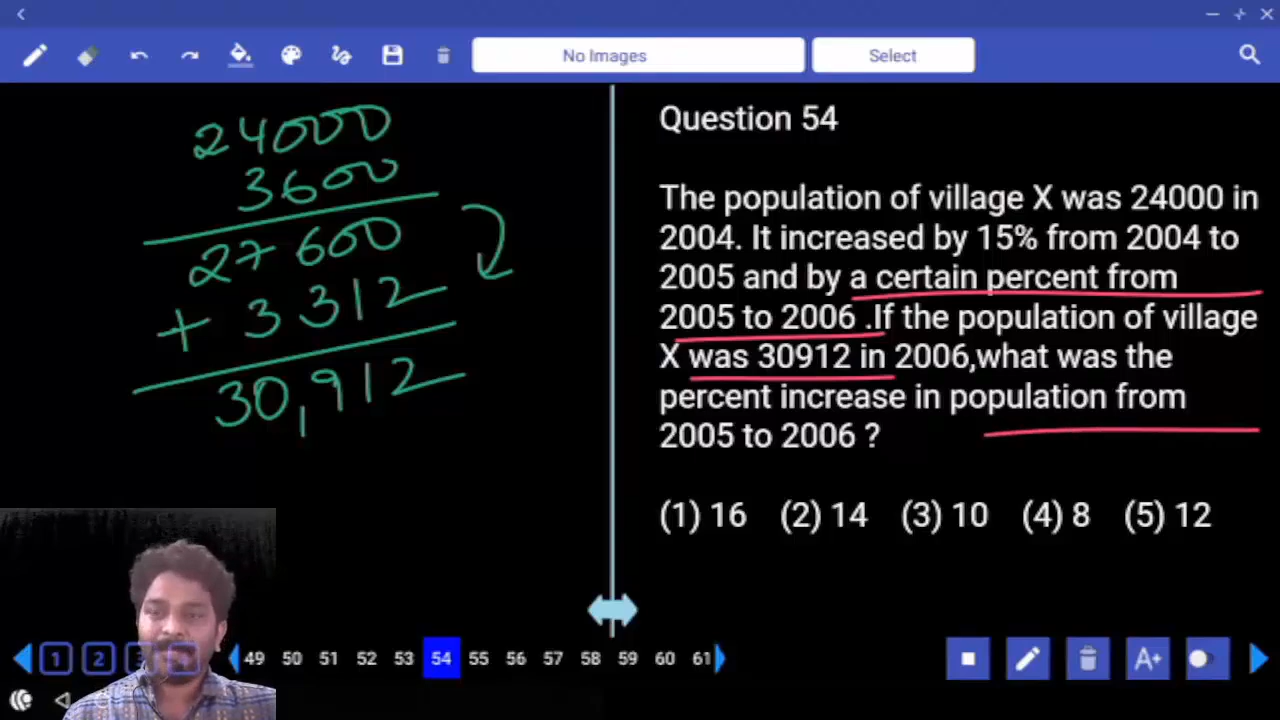 No Images
Select
24000
3600
27600
+ 3312
30,912
Question 54
The population of village X was 24000 in
2004. It increased by 15% from 2004 to
2005 and by a certain percent from
2005 to 2006 .If the population of village
X was 30912 in 2006,what was the
percent increase in population from
2005 to 2006 ?
(1) 16 (2) 14 (3) 10 (4) 8 (5) 12
1 2 3 49 50 51 52 53 54 55 56 57 58 59 60 61
A+